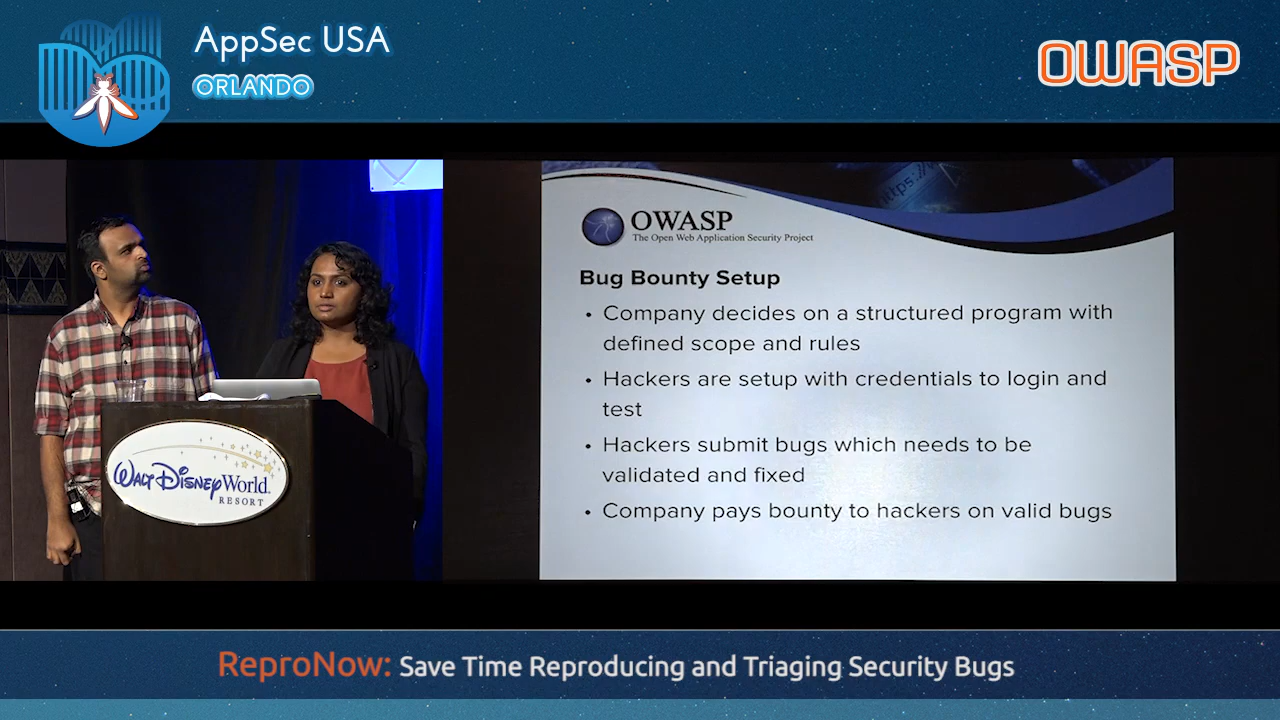 AppSec USA
ORLANDO
OWASP
https://
OWASP
The Open Web Application Security Project
Bug Bounty Setup
• Company decides on a structured program with
defined scope and rules
• Hackers are setup with credentials to login and
test
• Hackers submit bugs which needs to be
validated and fixed
• Company pays bounty to hackers on valid bugs
WALT DISNEY World
RESORT
ReproNow: Save Time Reproducing and Triaging Security Bugs